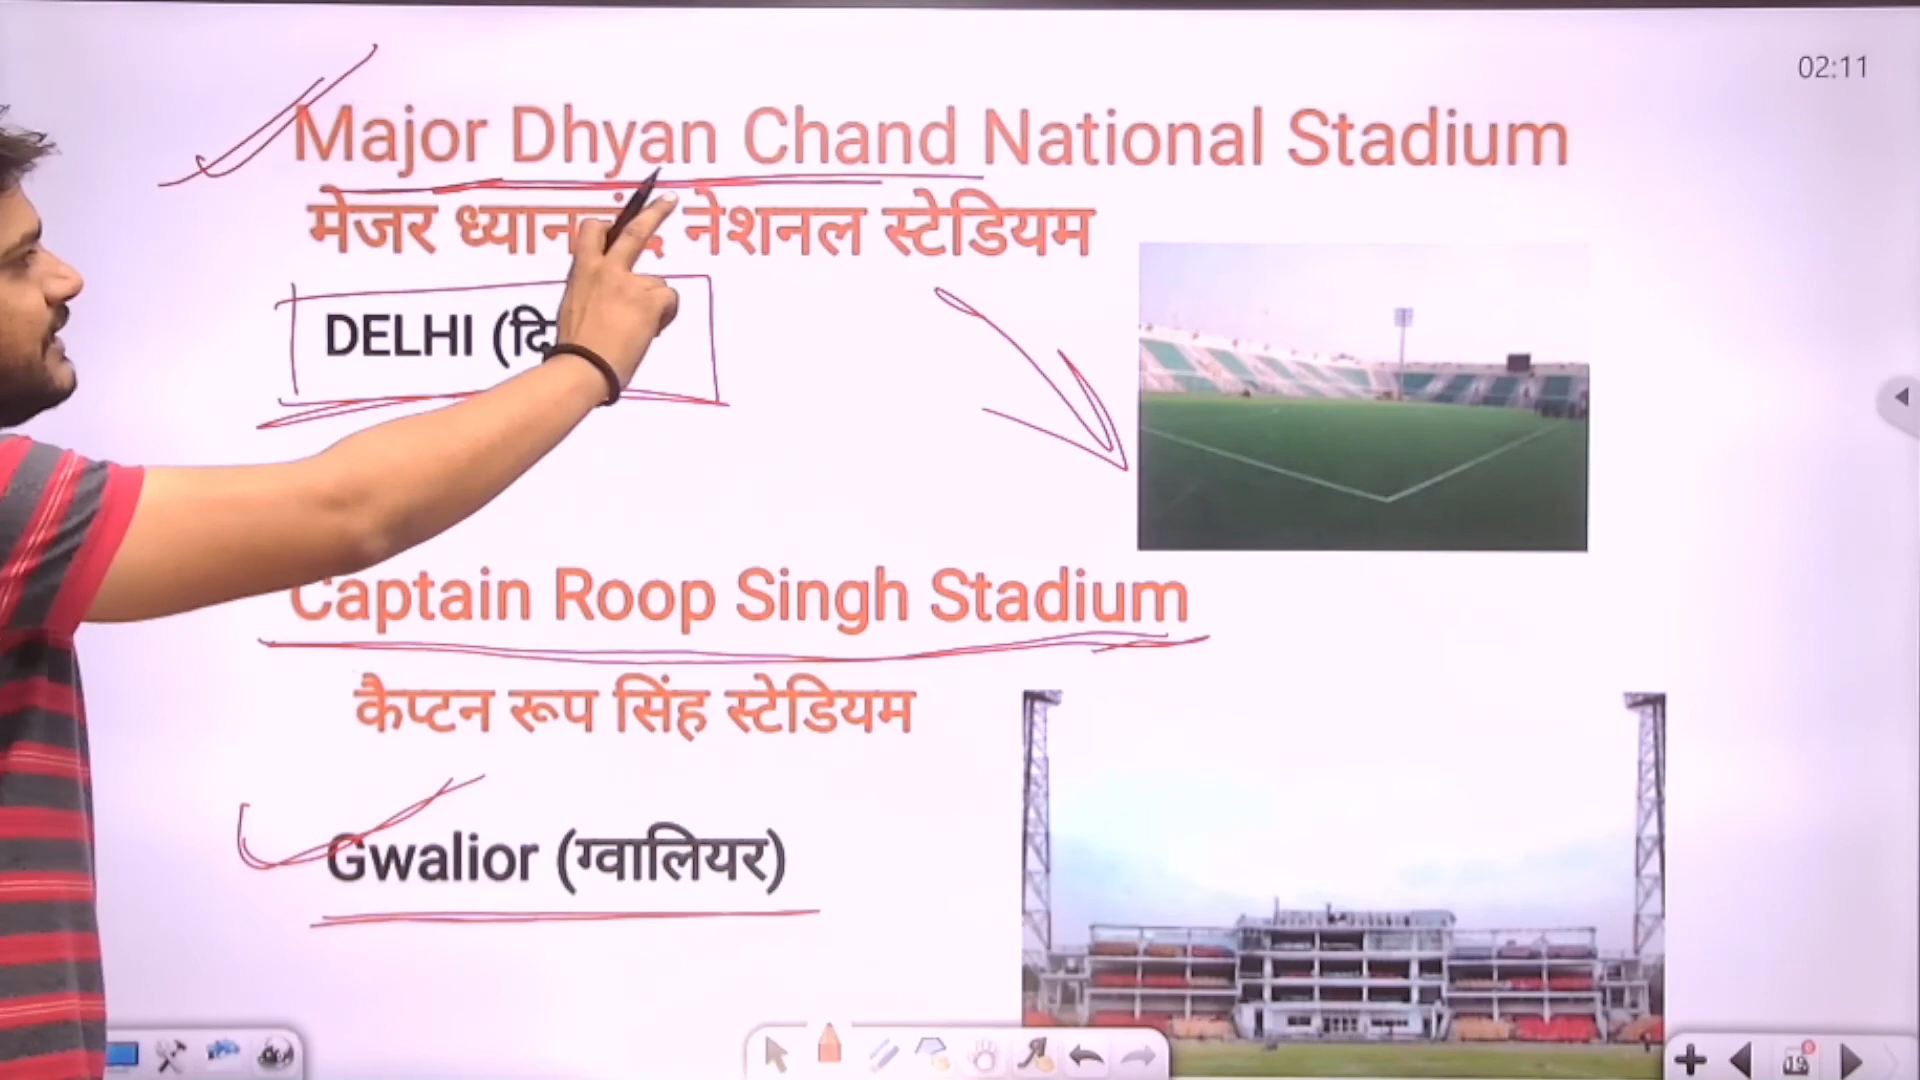 02:11
Major Dhyan Chand National Stadium
मेजर नेशनल स्टेडियम
DELHI
Captain Roop Singh Stadium
कैप्टन रूप सिंह स्टेडियम
Gwalior (ग्वालियर)
19